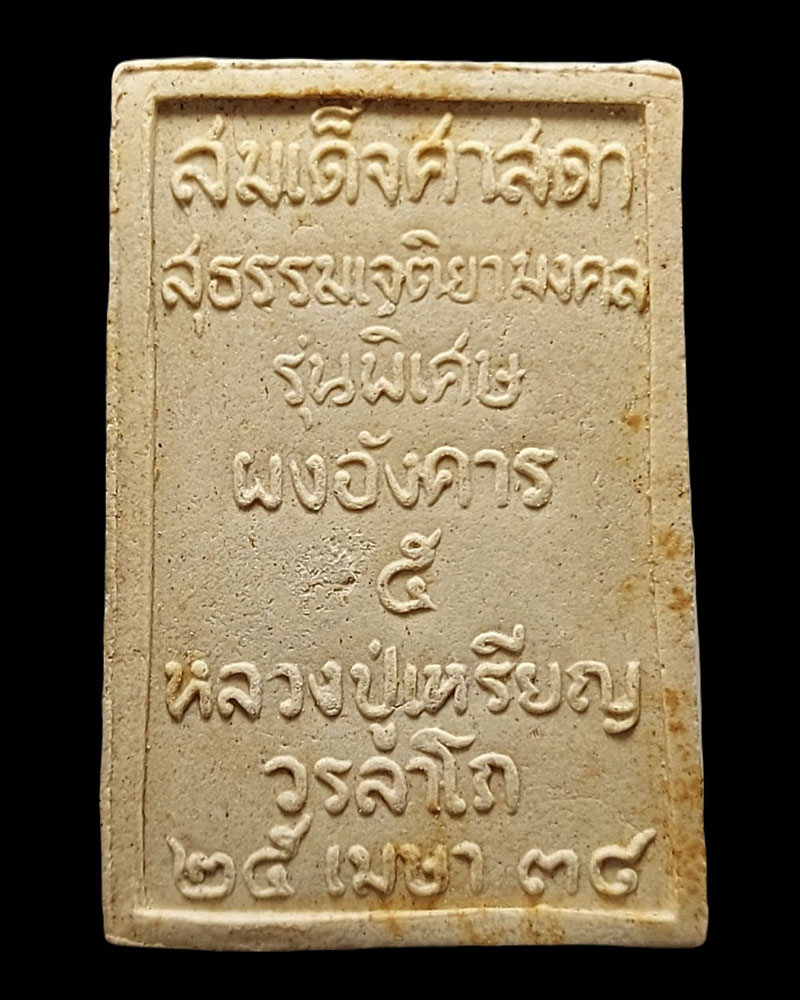 สมเด็จศาสดา
สุธรรมเจติยามงคล
รุ่นพิเศษ
ผงอังคาร
๕
หลวงปู่เหรียญ
วรลาโภ
๒๕ เมษา ๓๘